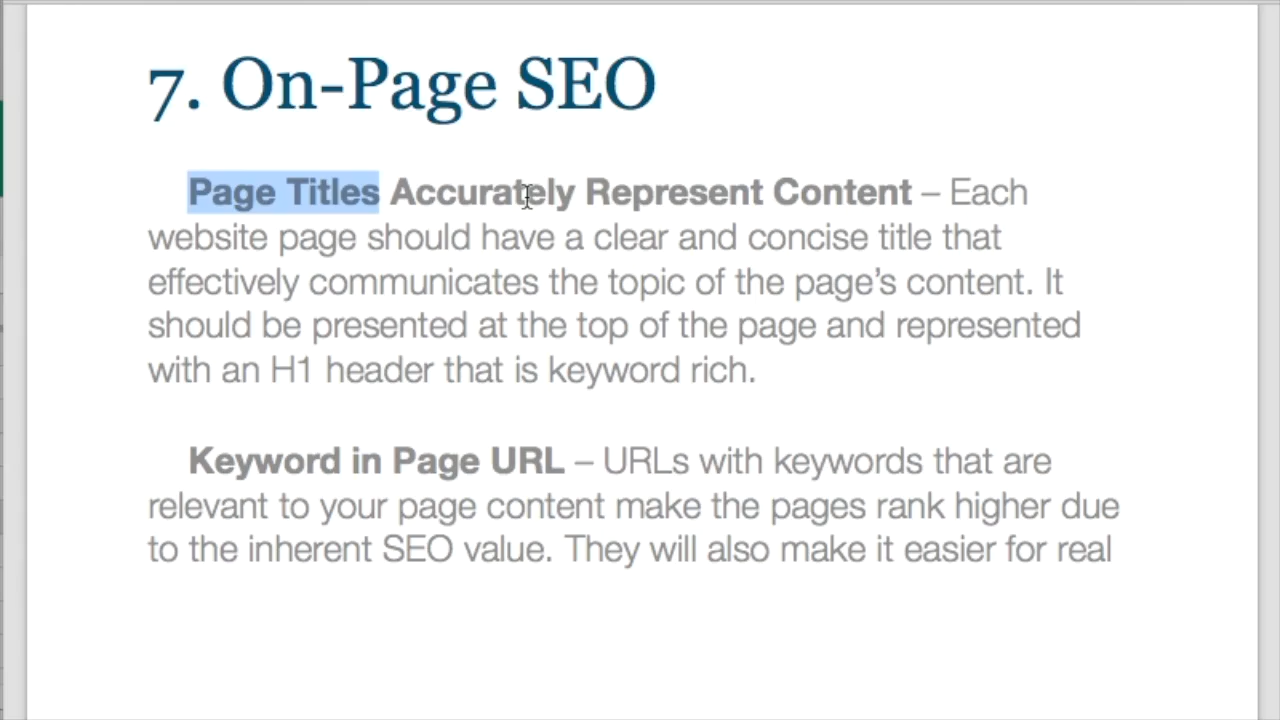 7. On-Page SEO
Page Titles Accurately Represent Content – Each
website page should have a clear and concise title that
effectively communicates the topic of the page’s content. It
should be presented at the top of the page and represented
with an H1 header that is keyword rich.
Keyword in Page URL – URLs with keywords that are
relevant to your page content make the pages rank higher due
to the inherent SEO value. They will also make it easier for real